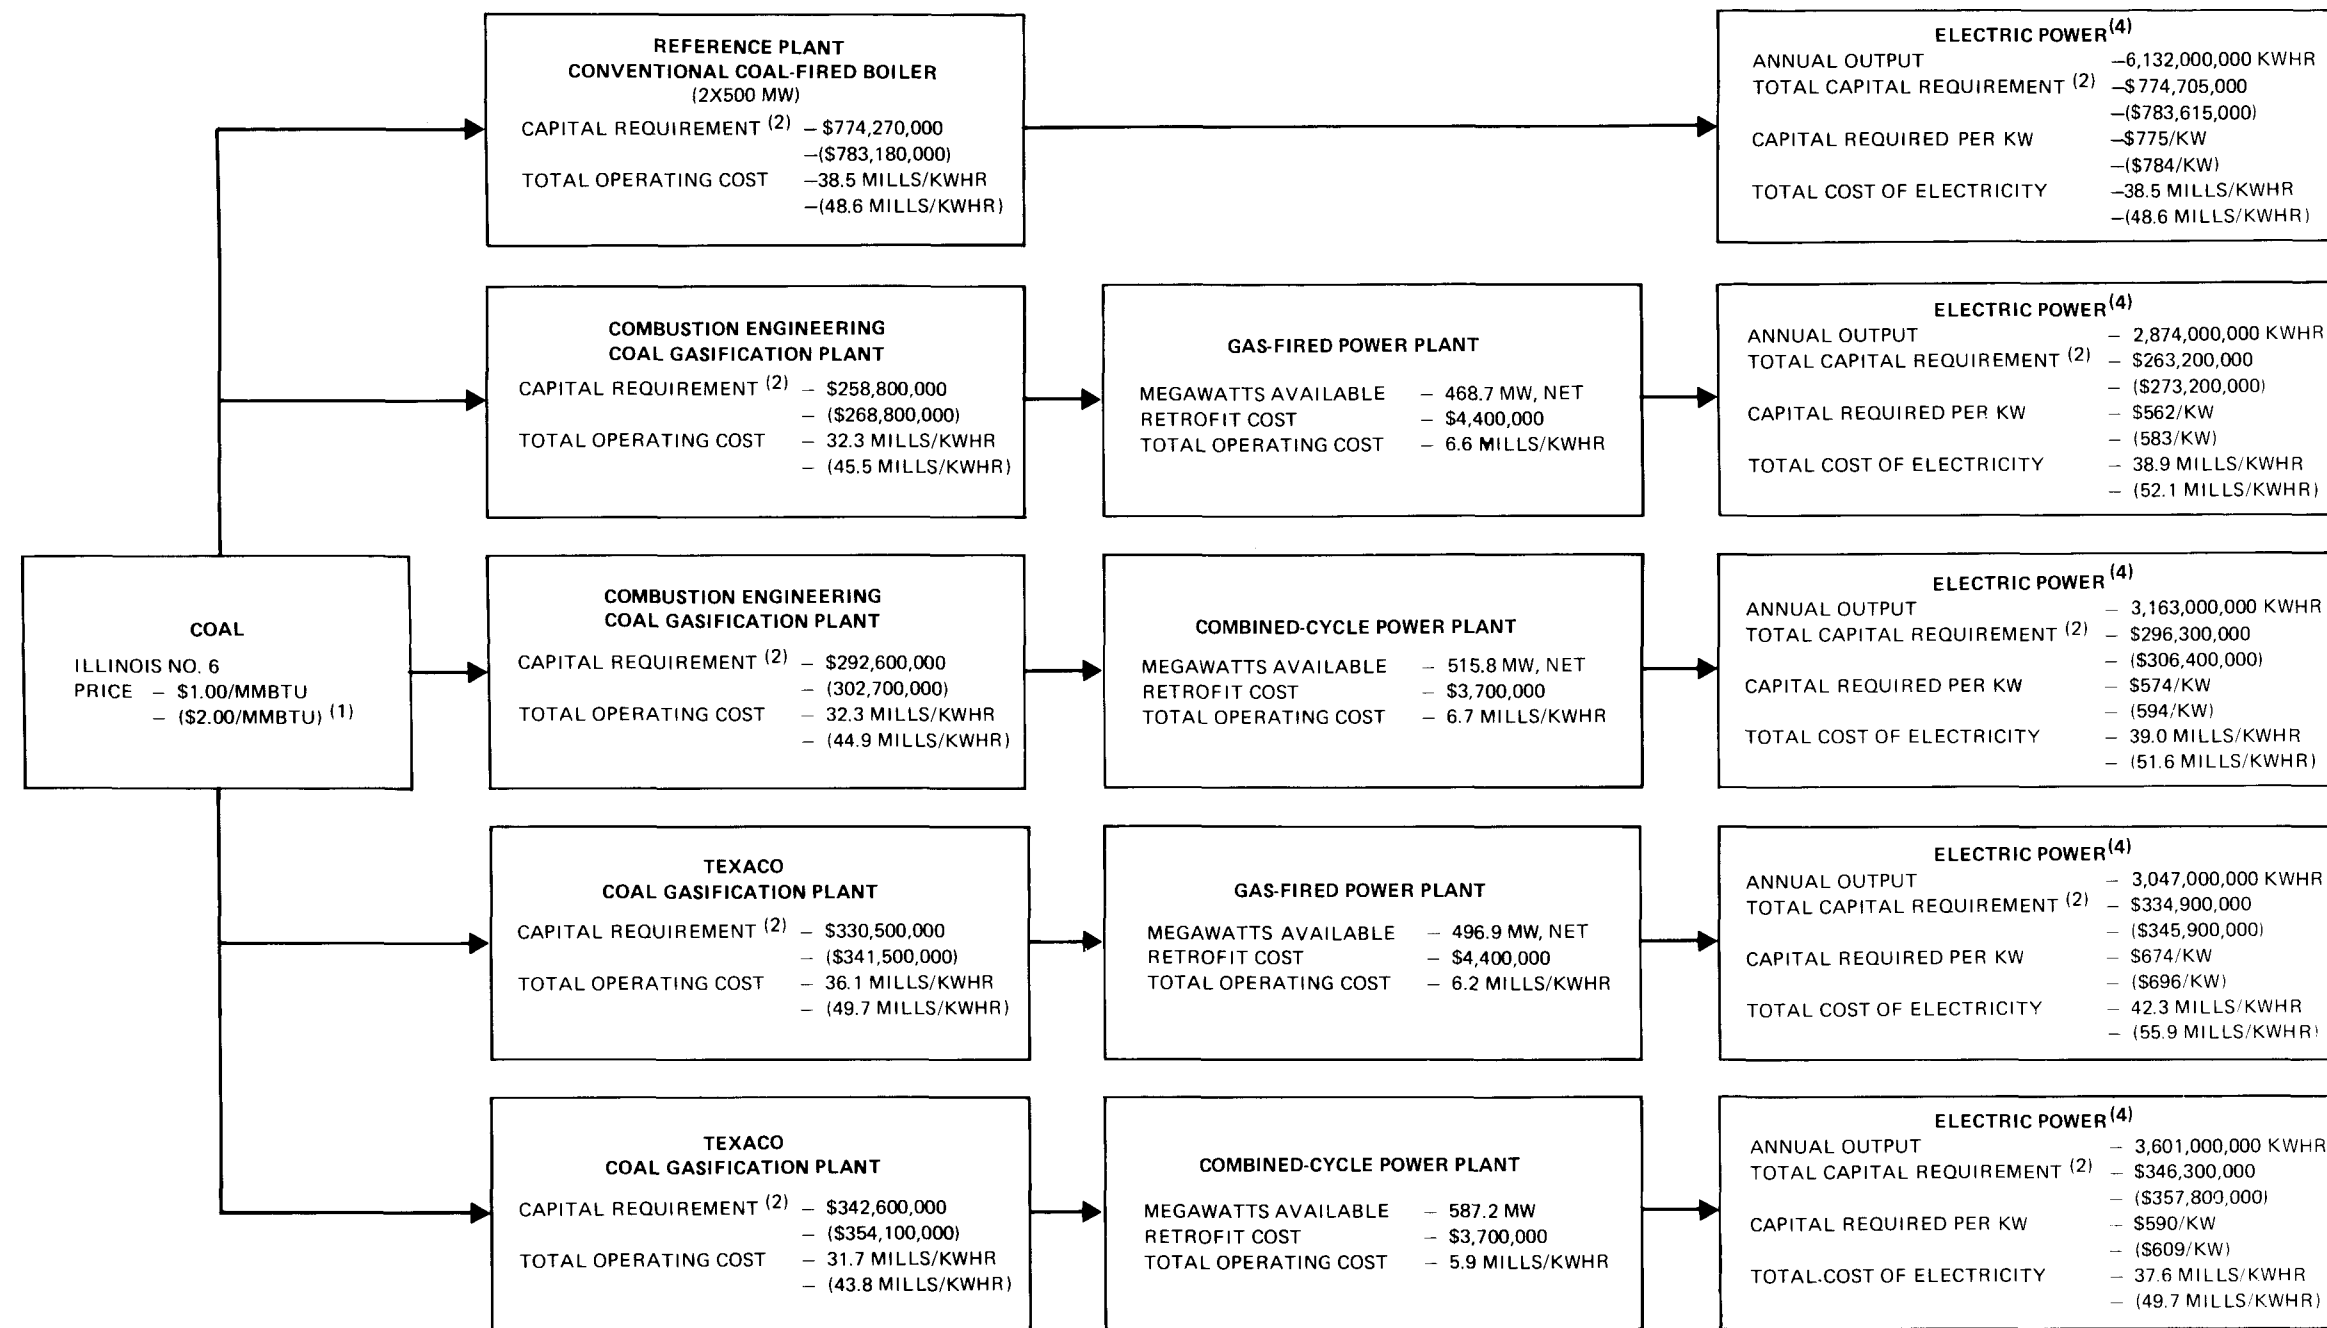 REFERENCE PLANT
CONVENTIONAL COAL-FIRED BOILER
(2X500 MW)
CAPITAL REQUIREMENT (2) – $774,270,000
–($783,180,000)
TOTAL OPERATING COST –38.5 MILLS/KWHR
–(48.6 MILLS/KWHR)
ELECTRIC POWER(4)
ANNUAL OUTPUT –6,132,000,000 KWHR
TOTAL CAPITAL REQUIREMENT (2) –$774,705,000
–($783,615,000)
CAPITAL REQUIRED PER KW –$775/KW
–($784/KW)
TOTAL COST OF ELECTRICITY –38.5 MILLS/KWHR
–(48.6 MILLS/KWHR)
COMBUSTION ENGINEERING
COAL GASIFICATION PLANT
CAPITAL REQUIREMENT (2) – $258,800,000
– ($268,800,000)
TOTAL OPERATING COST – 32.3 MILLS/KWHR
– (45.5 MILLS/KWHR)
GAS-FIRED POWER PLANT
MEGAWATTS AVAILABLE – 468.7 MW, NET
RETROFIT COST – $4,400,000
TOTAL OPERATING COST – 6.6 MILLS/KWHR
ELECTRIC POWER(4)
ANNUAL OUTPUT – 2,874,000,000 KWHR
TOTAL CAPITAL REQUIREMENT (2) – $263,200,000
– ($273,200,000)
CAPITAL REQUIRED PER KW – $562/KW
– (583/KW)
TOTAL COST OF ELECTRICITY – 38.9 MILLS/KWHR
– (52.1 MILLS/KWHR)
COAL
ILLINOIS NO. 6
PRICE – $1.00/MMBTU
– ($2.00/MMBTU) (1)
COMBUSTION ENGINEERING
COAL GASIFICATION PLANT
CAPITAL REQUIREMENT (2) – $292,600,000
– (302,700,000)
TOTAL OPERATING COST – 32.3 MILLS/KWHR
– (44.9 MILLS/KWHR)
COMBINED-CYCLE POWER PLANT
MEGAWATTS AVAILABLE – 515.8 MW, NET
RETROFIT COST – $3,700,000
TOTAL OPERATING COST – 6.7 MILLS/KWHR
ELECTRIC POWER (4)
ANNUAL OUTPUT – 3,163,000,000 KWHR
TOTAL CAPITAL REQUIREMENT (2) – $296,300,000
– ($306,400,000)
CAPITAL REQUIRED PER KW – $574/KW
– (594/KW)
TOTAL COST OF ELECTRICITY – 39.0 MILLS/KWHR
– (51.6 MILLS/KWHR)
TEXACO
COAL GASIFICATION PLANT
CAPITAL REQUIREMENT (2) – $330,500,000
– ($341,500,000)
TOTAL OPERATING COST – 36.1 MILLS/KWHR
– (49.7 MILLS/KWHR)
GAS-FIRED POWER PLANT
MEGAWATTS AVAILABLE – 496.9 MW, NET
RETROFIT COST – $4,400,000
TOTAL OPERATING COST – 6.2 MILLS/KWHR
ELECTRIC POWER(4)
ANNUAL OUTPUT – 3,047,000,000 KWHR
TOTAL CAPITAL REQUIREMENT (2) – $334,900,000
– ($345,900,000)
CAPITAL REQUIRED PER KW – $674/KW
– ($696/KW)
TOTAL COST OF ELECTRICITY – 42.3 MILLS/KWHR
– (55.9 MILLS/KWHR)
TEXACO
COAL GASIFICATION PLANT
CAPITAL REQUIREMENT (2) – $342,600,000
– ($354,100,000)
TOTAL OPERATING COST – 31.7 MILLS/KWHR
– (43.8 MILLS/KWHR)
COMBINED-CYCLE POWER PLANT
MEGAWATTS AVAILABLE – 587.2 MW
RETROFIT COST – $3,700,000
TOTAL OPERATING COST – 5.9 MILLS/KWHR
ELECTRIC POWER(4)
ANNUAL OUTPUT – 3,601,000,000 KWHR
TOTAL CAPITAL REQUIREMENT (2) – $346,300,000
– ($357,800,000)
CAPITAL REQUIRED PER KW – $590/KW
– ($609/KW)
TOTAL.COST OF ELECTRICITY – 37.6 MILLS/KWHR
– (49.7 MILLS/KWHR)